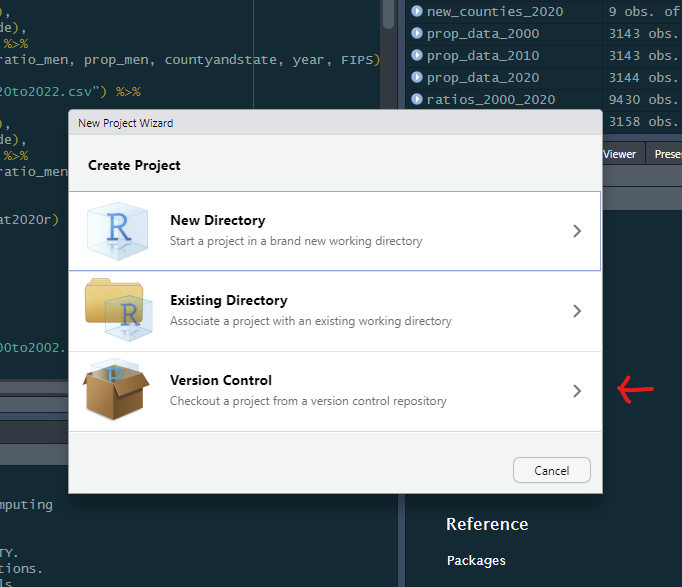 new_counties_2020 9 obs. of
de), prop_data_2000 3143 obs.
%>%
ratio_men, prop_men, countyandstate, year, FIPS) prop_data_2010 3143 obs.
prop_data_2020 3144 obs.
20to2022.csv") %>% ratios_2000_2020 9430 obs.
3158 obs.
New Project Wizard
de),
%>% Viewer Prese
Create Project
ratio_men
New Directory
at2020r)
Start a project in a brand new working directory
Existing Directory
Associate a project with an existing working directory
00to2002.
Version Control
Checkout a project from a version control repository
Cancel
mputing
Reference
TY.
Packages
tions.
ls